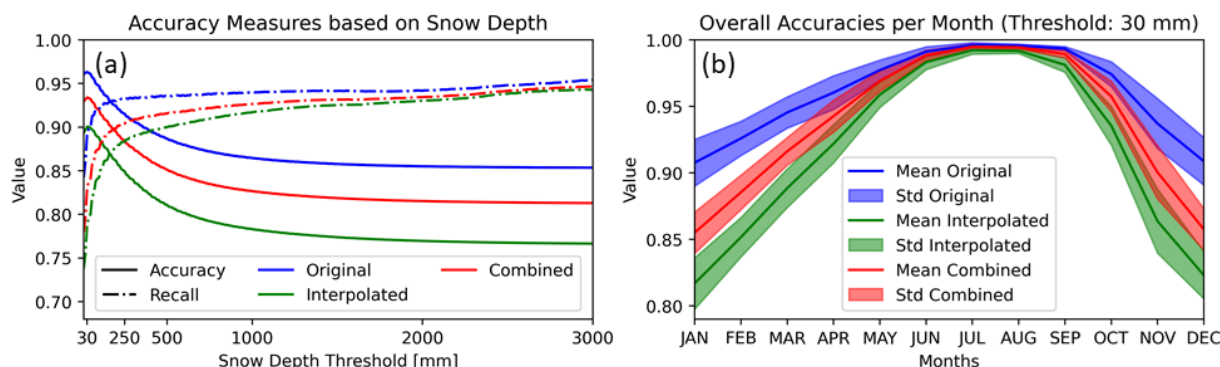 Accuracy Measures based on Snow Depth
(a)
1.00
0.95
0.90
0.85
0.80
0.75
0.70
Value
Accuracy
Recall
Original
Interpolated
Combined
30 250 500 1000 2000 3000
Snow Depth Threshold [mm]
Overall Accuracies per Month (Threshold: 30 mm)
(b)
1.00
0.95
0.90
0.85
0.80
Value
Mean Original
Std Original
Mean Interpolated
Std Interpolated
Mean Combined
Std Combined
JAN FEB MAR APR MAY JUN JUL AUG SEP OCT NOV DEC
Months